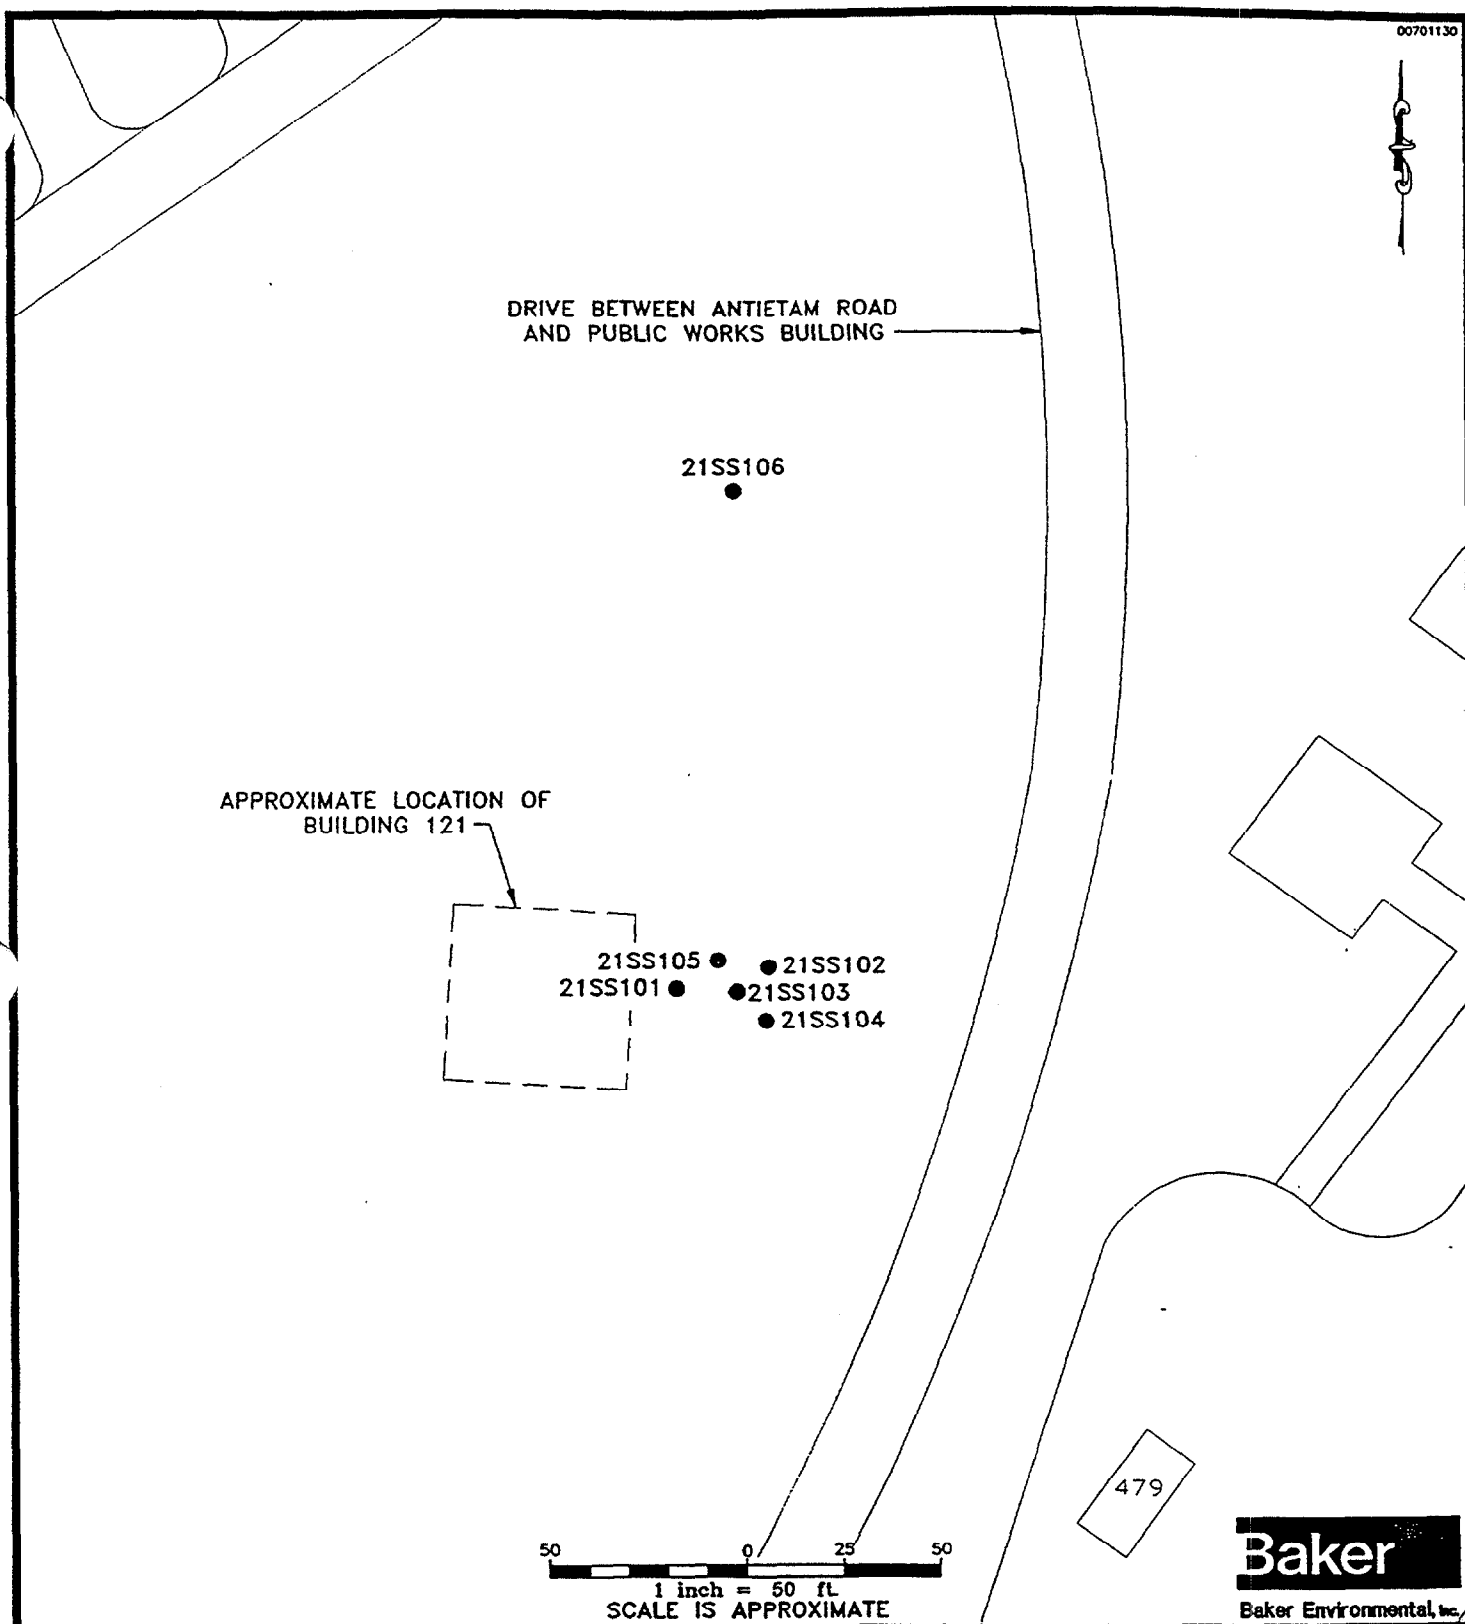 00701130
DRIVE BETWEEN ANTIETAM ROAD
AND PUBLIC WORKS BUILDING
21SS106
APPROXIMATE LOCATION OF
BUILDING 121
21SS105
21SS102
21SS101
21SS103
21SS104
479
50 0 25 50
1 inch = 50 ft.
SCALE IS APPROXIMATE
Baker
Baker Environmental, Inc.